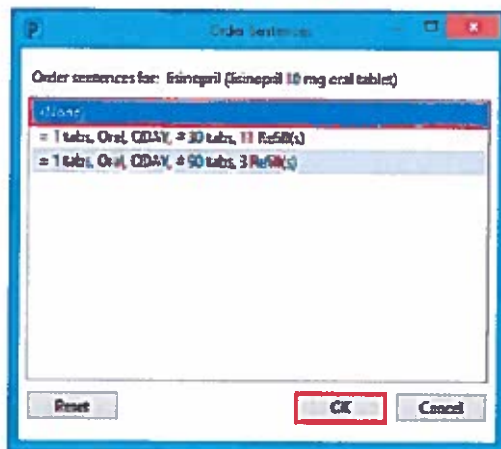 P Order Sentences
Order sentences for: lisinopril (lisinopril 10 mg oral tablet)
(None)
= 1 tabs, Oral, QDAY, # 30 tabs, 11 Refill(s)
= 1 tabs, Oral, QDAY, # 90 tabs, 3 Refill(s)
Reset
OK
Cancel